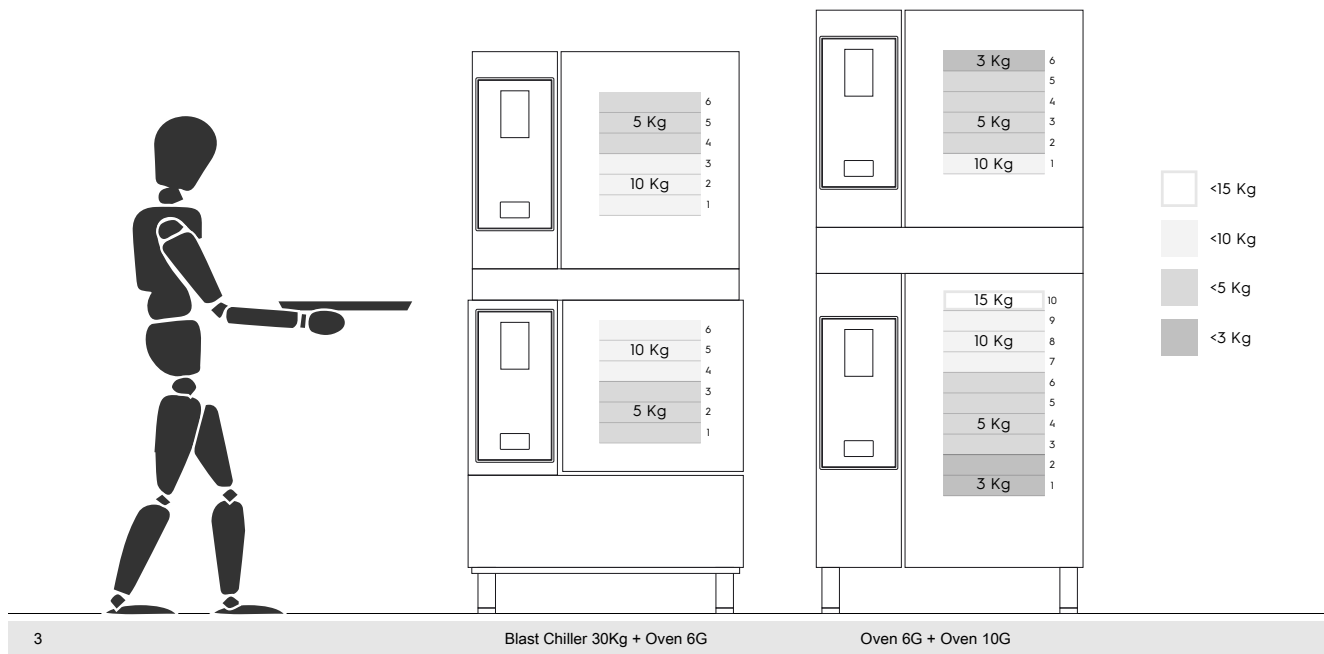 6
5 Kg 5
4
3
10 Kg 2
1
6
10 Kg 5
4
3
5 Kg 2
1
3 Kg 6
5
4
5 Kg 3
2
10 Kg 1
15 Kg 10
9
10 Kg 8
7
6
5
5 Kg 4
3
2
3 Kg 1
<15 Kg
<10 Kg
<5 Kg
<3 Kg
3 Blast Chiller 30Kg + Oven 6G Oven 6G + Oven 10G